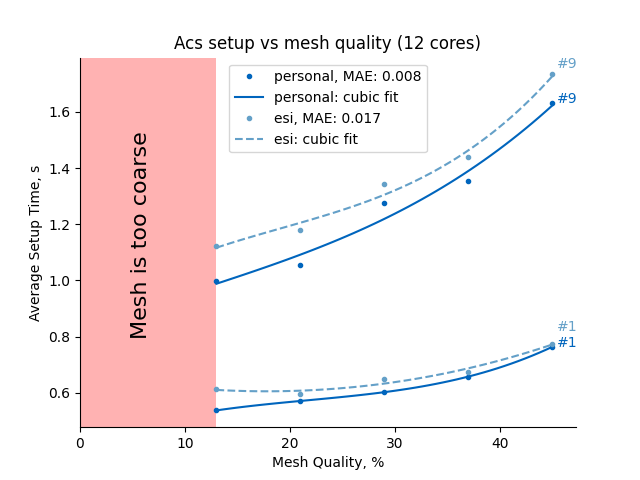 Acs setup vs mesh quality (12 cores)
personal, MAE: 0.008
personal: cubic fit
esi, MAE: 0.017
esi: cubic fit
#9
#9
#1
#1
Mesh is too coarse
Average Setup Time, s
1.6
1.4
1.2
1.0
0.8
0.6
0
10
20
30
40
Mesh Quality, %